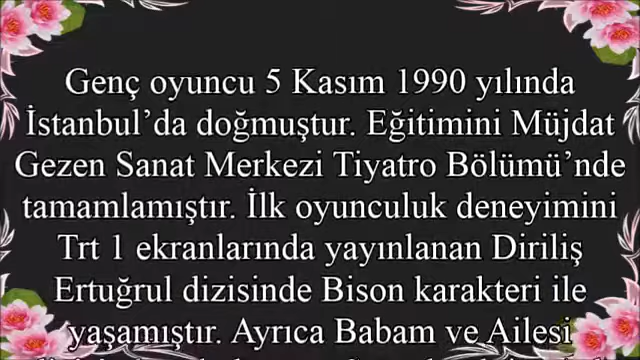 Genç oyuncu 5 Kasım 1990 yılında
İstanbul’da doğmuştur. Eğitimini Müjdat
Gezen Sanat Merkezi Tiyatro Bölümü’nde
tamamlamıştır. İlk oyunculuk deneyimini
Trt 1 ekranlarında yayınlanan Diriliş
Ertuğrul dizisinde Bison karakteri ile
yaşamıştır. Ayrıca Babam ve Ailesi